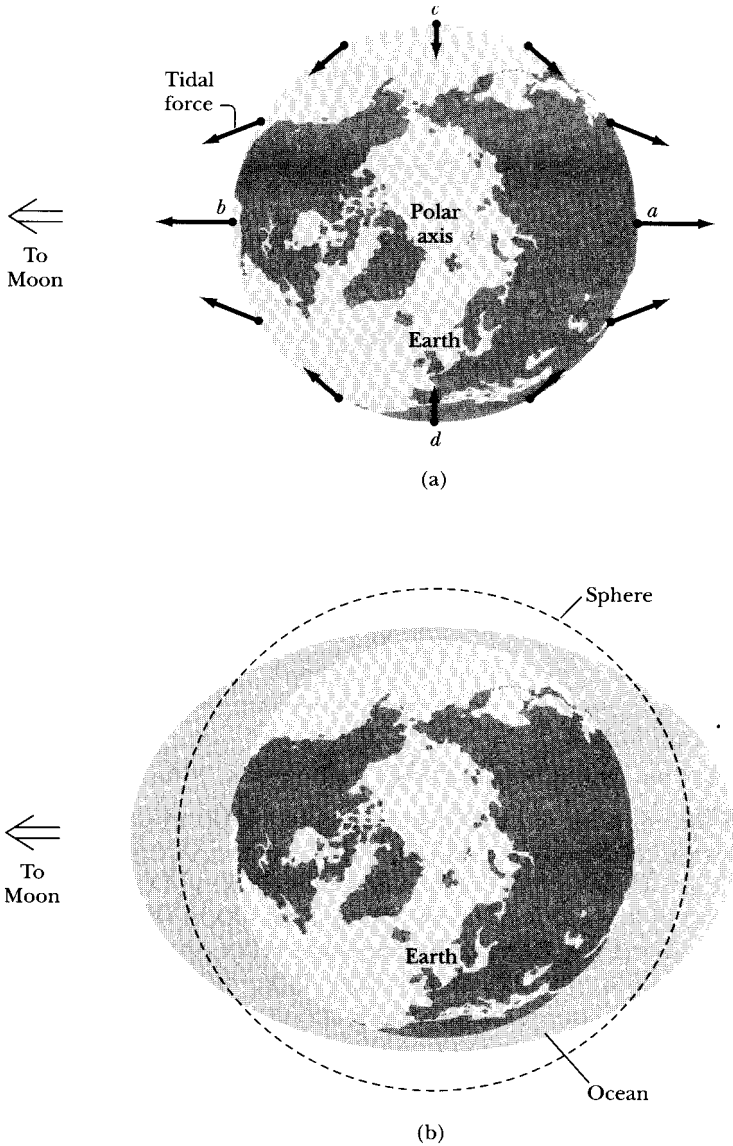 c
Tidal
force
b
a
Polar
axis
To
Moon
Earth
d
(a)
Sphere
To
Moon
Earth
Ocean
(b)